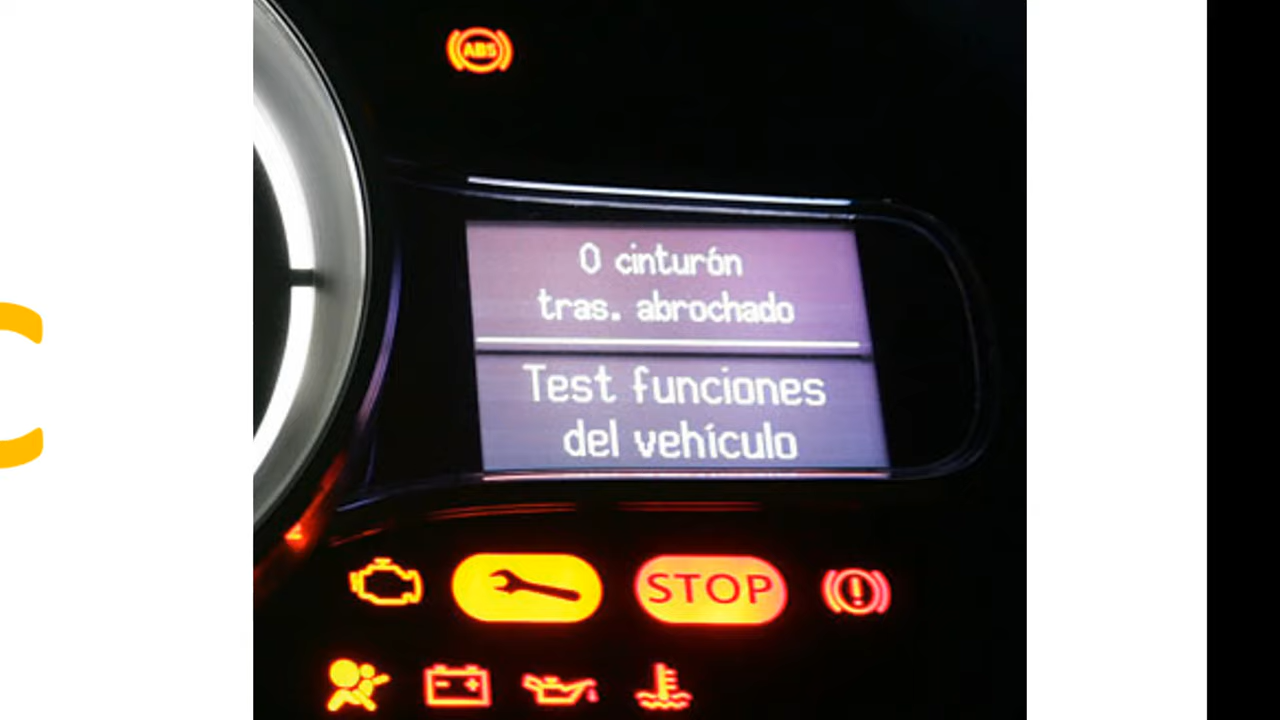 ABS
0 cinturón
tras. abrochado
Test funciones
del vehículo
STOP